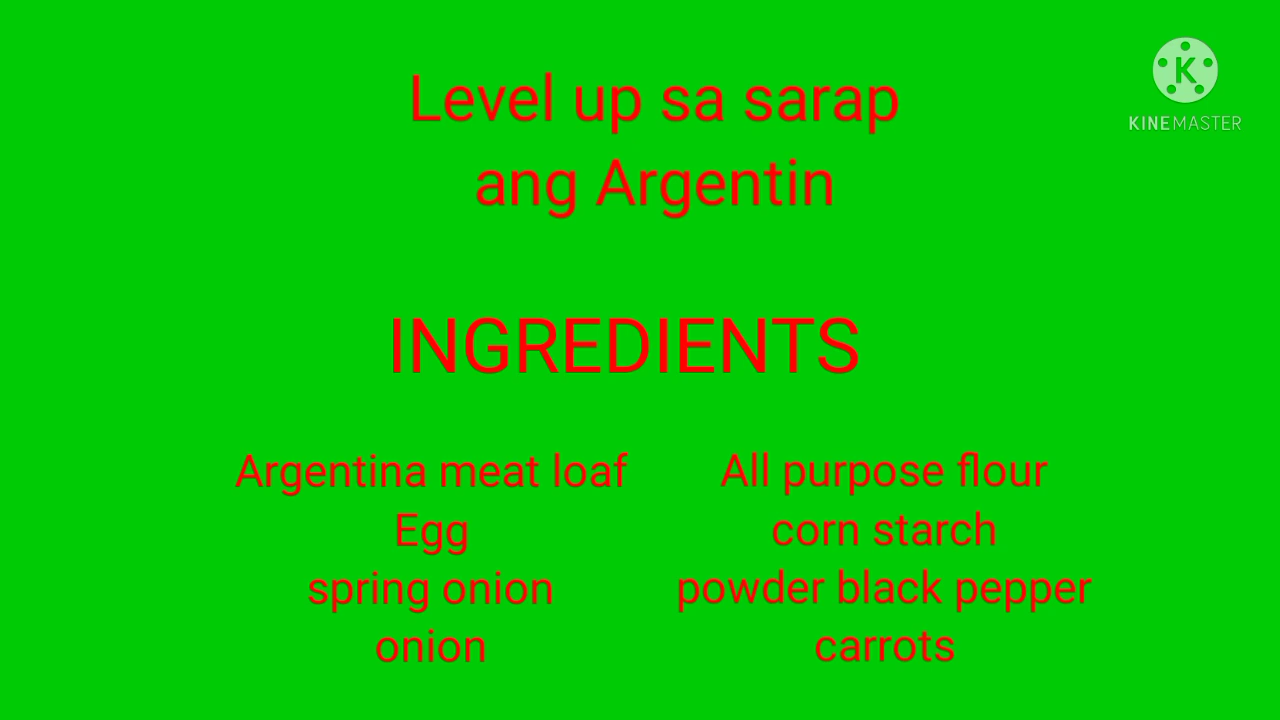 Level up sa sarap
ang Argentin
KINEMASTER
INGREDIENTS
Argentina meat loaf
Egg
spring onion
onion
All purpose flour
corn starch
powder black pepper
carrots